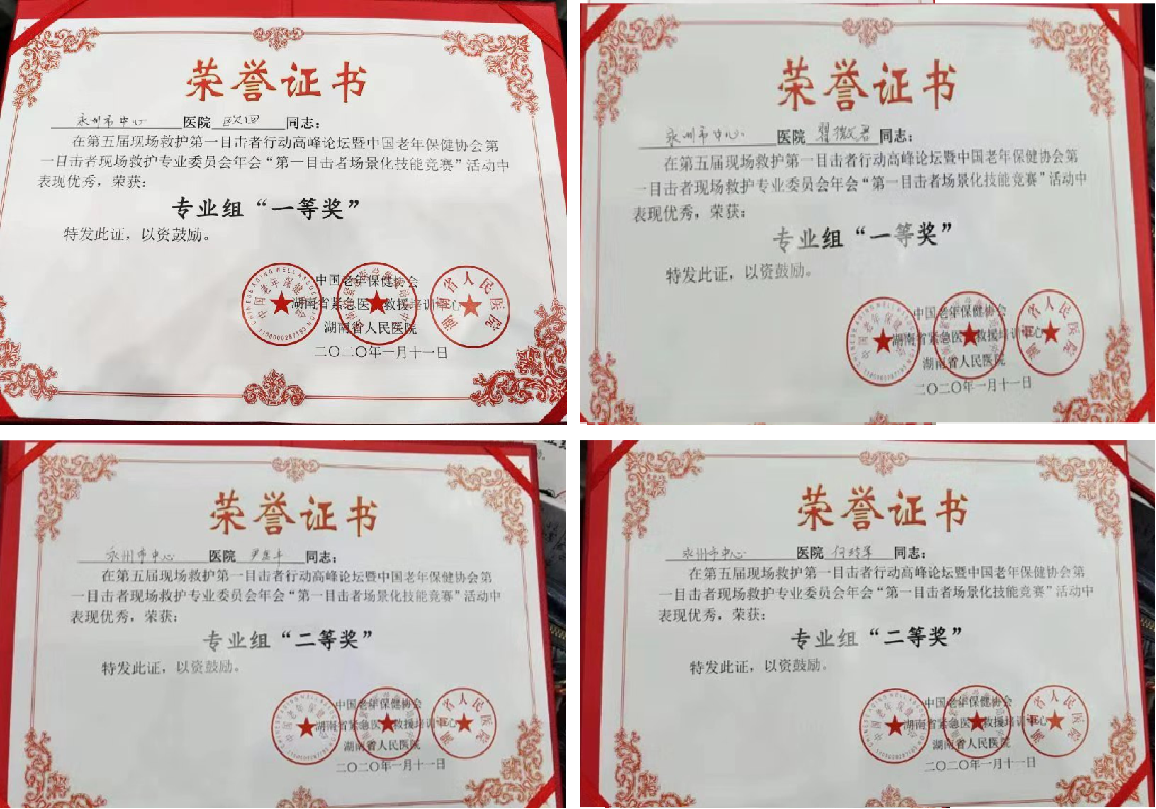 荣誉证书
永州市中心 医院 欧国 同志：
在第五届现场救护第一目击者行动高峰论坛暨中国老年保健协会第
一目击者现场救护专业委员会年会“第一目击者场景化技能竞赛”活动中
表现优秀，荣获：
专业组“一等奖”
特发此证，以资鼓励。
中国老年保健协会
湖南省紧急医学救援培训中心
湖南省人民医院
二〇二〇年一月十一日
荣誉证书
永州市中心 医院 同志：
在第五届现场救护第一目击者行动高峰论坛暨中国老年保健协会第
一目击者现场救护专业委员会年会“第一目击者场景化技能竞赛”活动中
表现优秀，荣获：
专业组“一等奖”
特发此证，以资鼓励。
中国老年保健协会
湖南省紧急医学救援培训中心
湖南省人民医院
二〇二〇年一月十一日
荣誉证书
永州市中心 医院 同志：
在第五届现场救护第一目击者行动高峰论坛暨中国老年保健协会第
一目击者现场救护专业委员会年会“第一目击者场景化技能竞赛”活动中
表现优秀，荣获：
专业组“二等奖”
特发此证，以资鼓励。
中国老年保健协会
湖南省紧急医学救援培训中心
湖南省人民医院
二〇二〇年一月十一日
荣誉证书
永州市中心 医院 同志：
在第五届现场救护第一目击者行动高峰论坛暨中国老年保健协会第
一目击者现场救护专业委员会年会“第一目击者场景化技能竞赛”活动中
表现优秀，荣获：
专业组“二等奖”
特发此证，以资鼓励。
中国老年保健协会
湖南省紧急医学救援培训中心
湖南省人民医院
二〇二〇年一月十一日